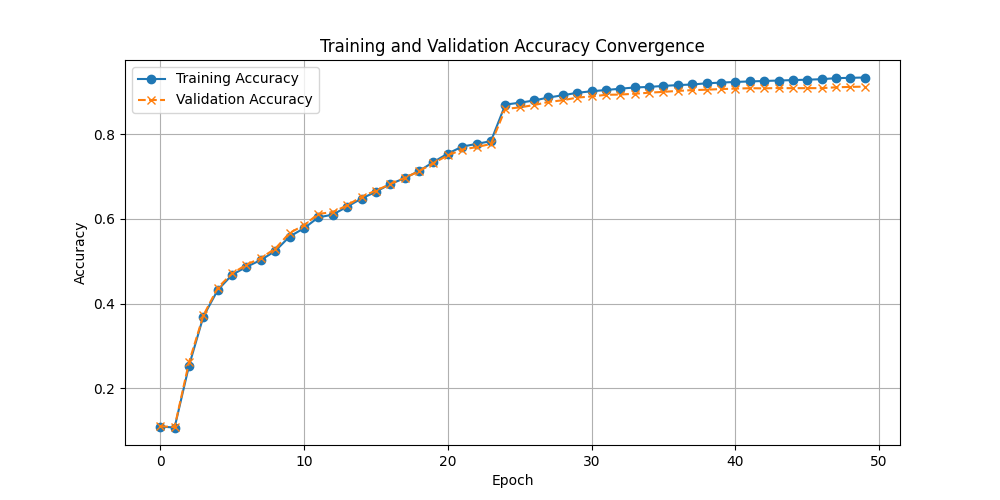 Training and Validation Accuracy Convergence
Training Accuracy
Validation Accuracy
Accuracy
0.8
0.6
0.4
0.2
0 10 20 30 40 50
Epoch